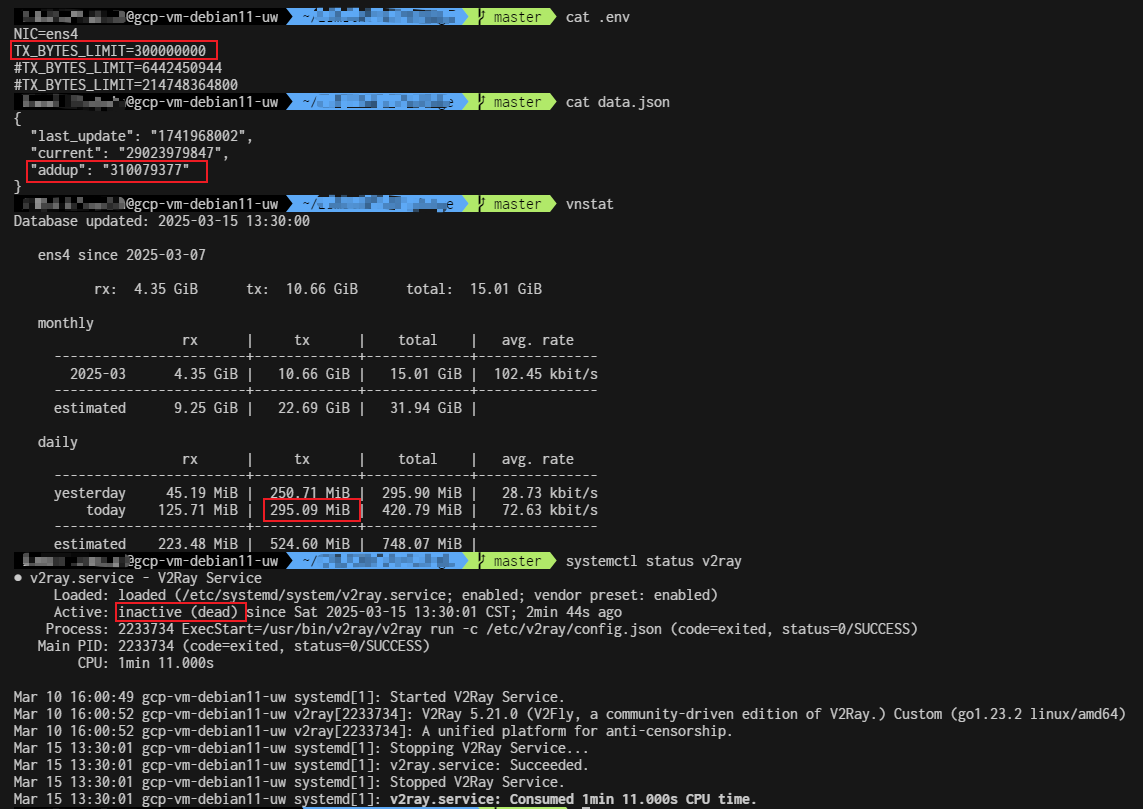 @gcp-vm-debian11-uw ~/ master cat .env
NIC=ens4
TX_BYTES_LIMIT=300000000
#TX_BYTES_LIMIT=6442450944
#TX_BYTES_LIMIT=214748364800
@gcp-vm-debian11-uw ~/ master cat data.json
{
"last_update": "1741968002",
"current": "29023979847",
"addup": "310079377"
}
@gcp-vm-debian11-uw ~/ master vnstat
Database updated: 2025-03-15 13:30:00
ens4 since 2025-03-07
rx: 4.35 GiB tx: 10.66 GiB total: 15.01 GiB
monthly
rx | tx | total | avg. rate
------------------------+-------------+-------------+---------------
2025-03 4.35 GiB | 10.66 GiB | 15.01 GiB | 102.45 kbit/s
------------------------+-------------+-------------+---------------
estimated 9.25 GiB | 22.69 GiB | 31.94 GiB |
daily
rx | tx | total | avg. rate
------------------------+-------------+-------------+---------------
yesterday 45.19 MiB | 250.71 MiB | 295.90 MiB | 28.73 kbit/s
today 125.71 MiB | 295.09 MiB | 420.79 MiB | 72.63 kbit/s
------------------------+-------------+-------------+---------------
estimated 223.48 MiB | 524.60 MiB | 748.07 MiB |
@gcp-vm-debian11-uw ~/ master systemctl status v2ray
● v2ray.service - V2Ray Service
Loaded: loaded (/etc/systemd/system/v2ray.service; enabled; vendor preset: enabled)
Active: inactive (dead) since Sat 2025-03-15 13:30:01 CST; 2min 44s ago
Process: 2233734 ExecStart=/usr/bin/v2ray/v2ray run -c /etc/v2ray/config.json (code=exited, status=0/SUCCESS)
Main PID: 2233734 (code=exited, status=0/SUCCESS)
CPU: 1min 11.000s
Mar 10 16:00:49 gcp-vm-debian11-uw systemd[1]: Started V2Ray Service.
Mar 10 16:00:52 gcp-vm-debian11-uw v2ray[2233734]: V2Ray 5.21.0 (V2Fly, a community-driven edition of V2Ray.) Custom (go1.23.2 linux/amd64)
Mar 10 16:00:52 gcp-vm-debian11-uw v2ray[2233734]: A unified platform for anti-censorship.
Mar 15 13:30:01 gcp-vm-debian11-uw systemd[1]: Stopping V2Ray Service...
Mar 15 13:30:01 gcp-vm-debian11-uw systemd[1]: v2ray.service: Succeeded.
Mar 15 13:30:01 gcp-vm-debian11-uw systemd[1]: Stopped V2Ray Service.
Mar 15 13:30:01 gcp-vm-debian11-uw systemd[1]: v2ray.service: Consumed 1min 11.000s CPU time.